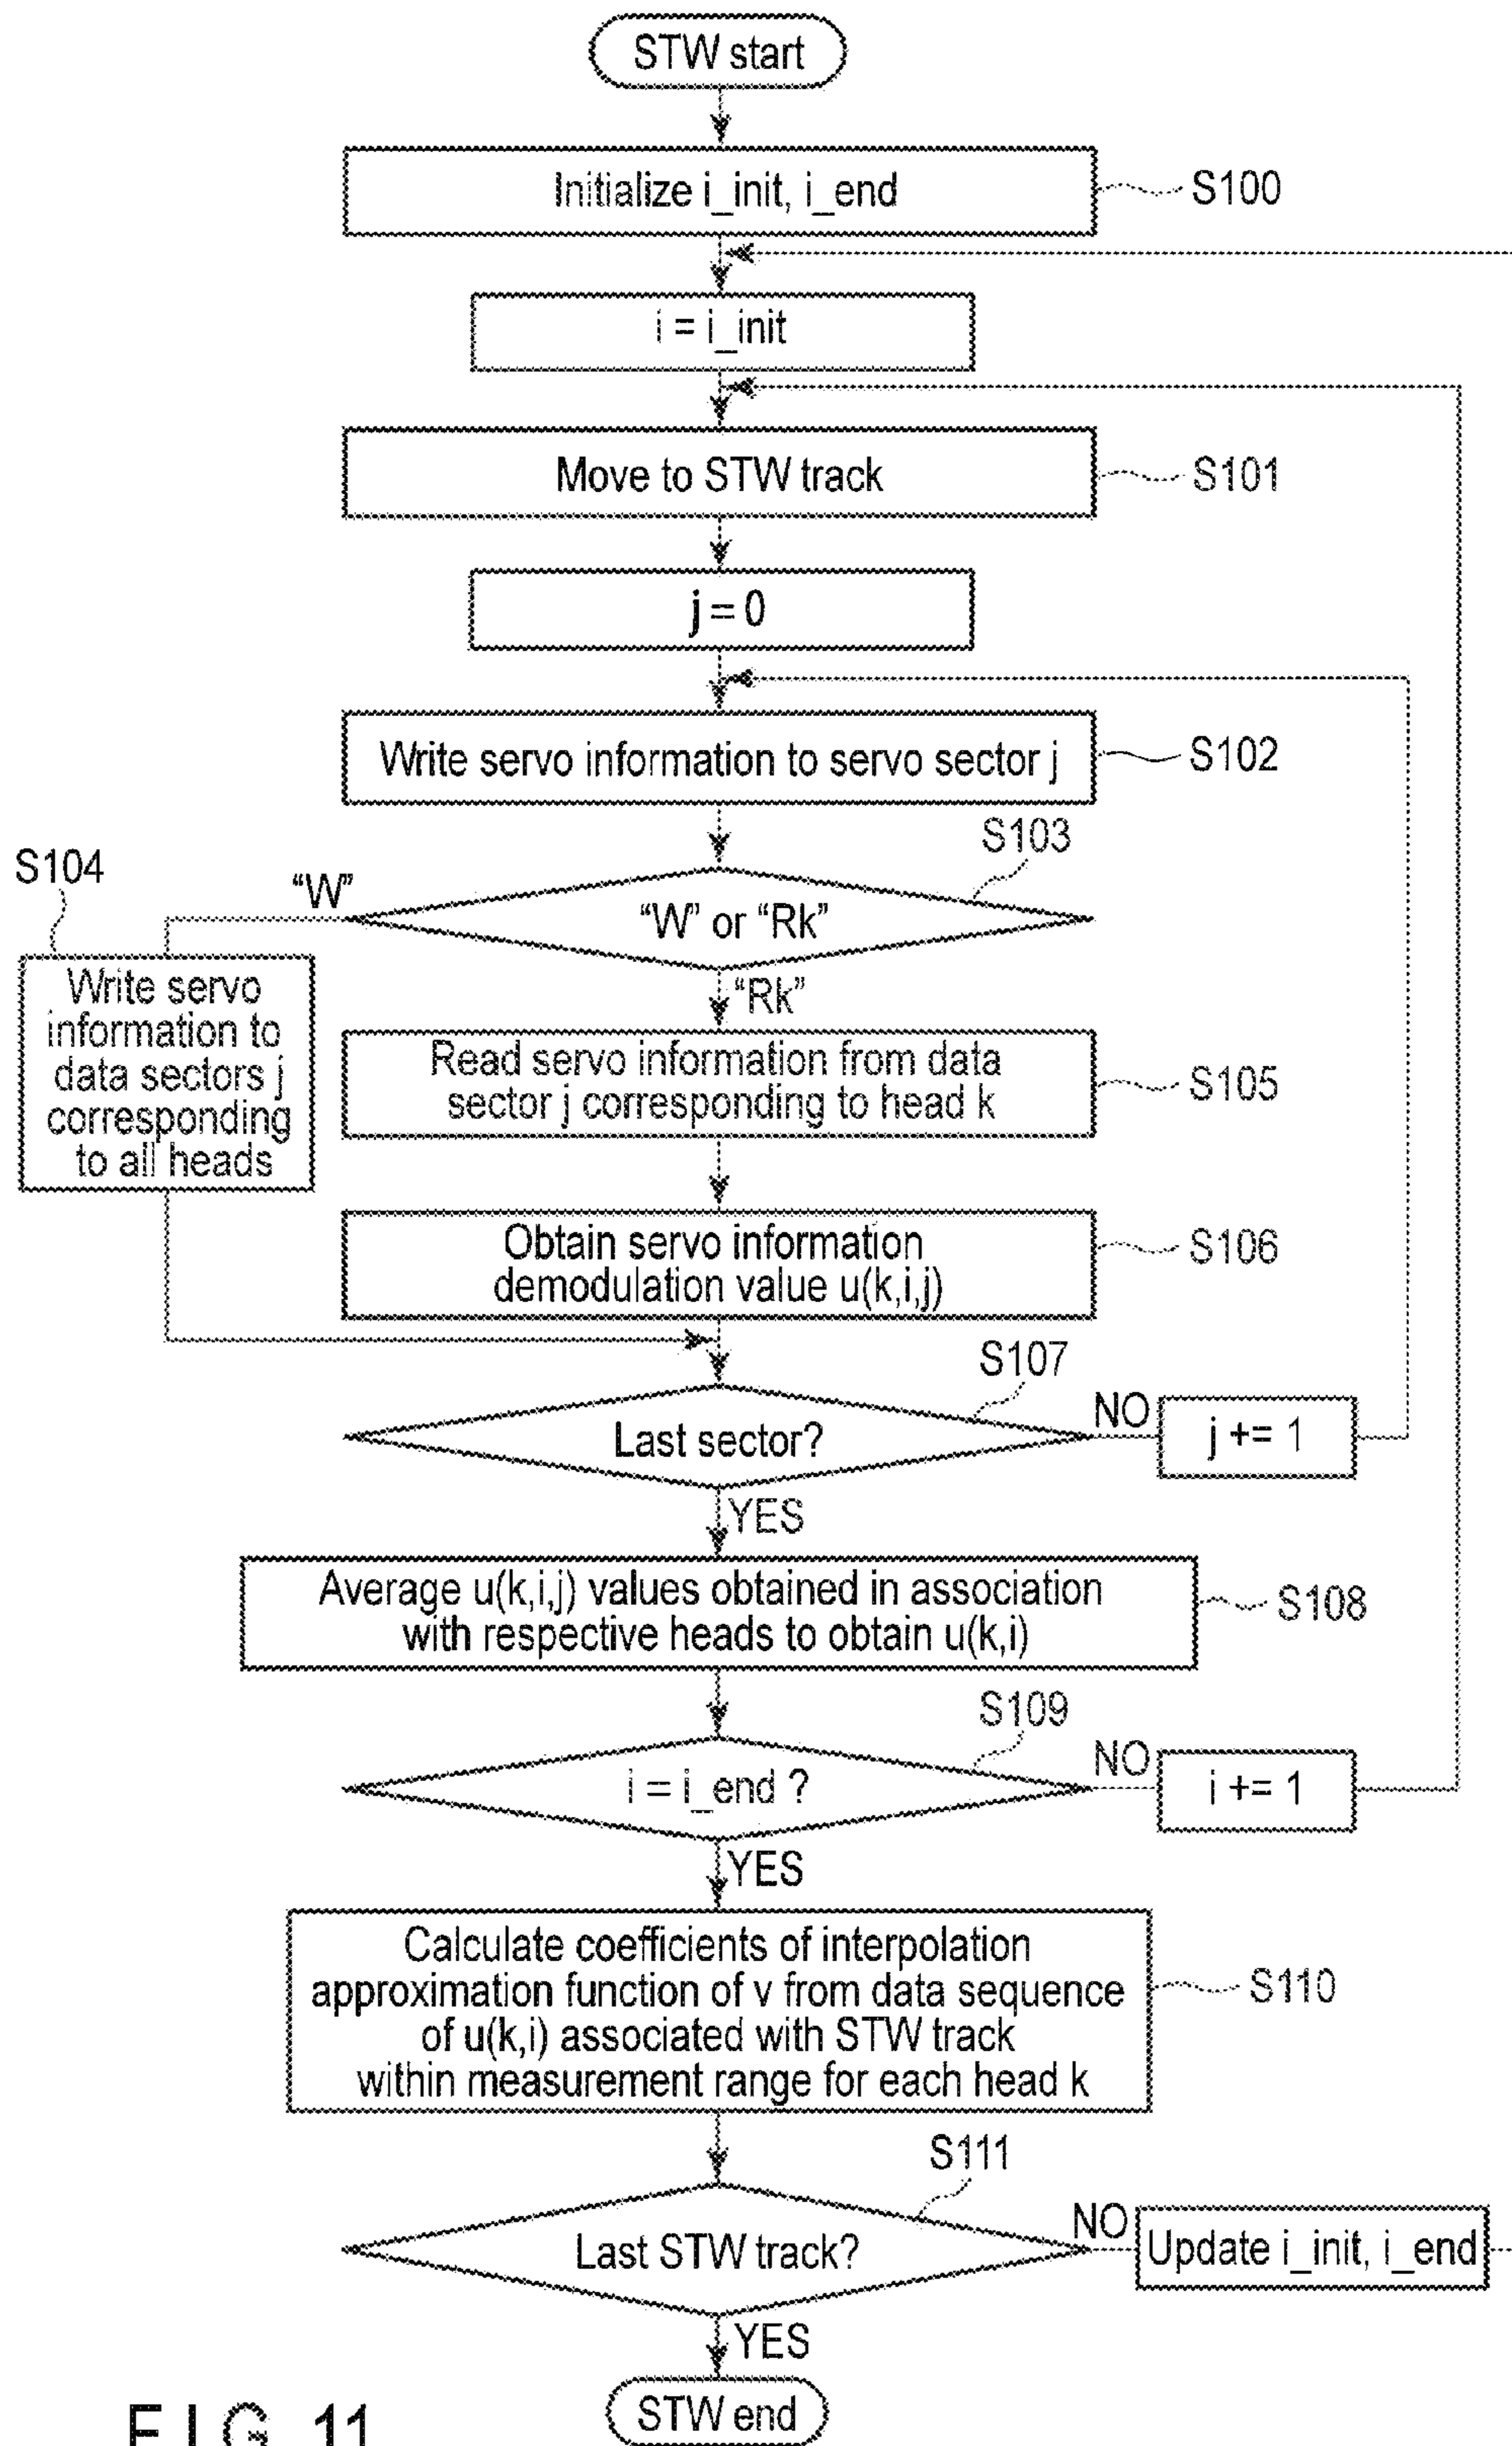 STW start
Initialize i_init, i_end
S100
i = i_init
Move to STW track
S101
j = 0
Write servo information to servo sector j
S102
S103
S104
"W"
"W" or "Rk"
"Rk"
Write servo
information to
data sectors j
corresponding
to all heads
Read servo information from data
sector j corresponding to head k
S105
Obtain servo information
demodulation value u(k,i,j)
S106
S107
Last sector?
NO
j += 1
YES
Average u(k,i,j) values obtained in association
with respective heads to obtain u(k,i)
S108
S109
i = i_end ?
NO
i += 1
YES
Calculate coefficients of interpolation
approximation function of v from data sequence
of u(k,i) associated with STW track
within measurement range for each head k
S110
S111
Last STW track?
NO
Update i_init, i_end
YES
STW end
FIG. 11